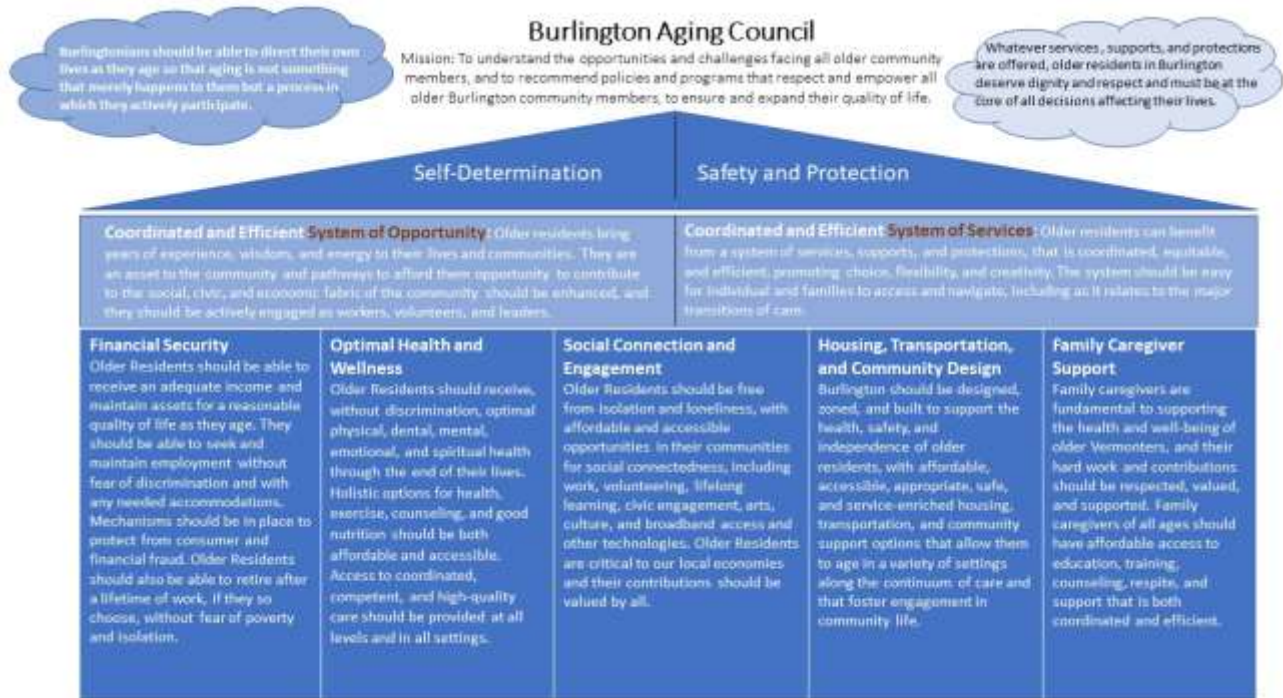 Burlington Aging Council
Mission: To understand the opportunities and challenges facing all older community
members, and to recommend policies and programs that respect and empower all
older Burlington community members, to ensure and expand their quality of life.
Burlingtonians should be able to direct their own
lives as they age so that aging is not something
that merely happens to them but a process in
which they actively participate.
Whatever services, supports, and protections
are offered, older residents in Burlington
deserve dignity and respect and must be at the
core of all decisions affecting their lives.
Self-Determination
Safety and Protection
Coordinated and Efficient System of Opportunity: Older residents bring
years of experience, wisdom, and energy to their lives and communities. They are
an asset to the community and pathways to afford them opportunity to contribute
to the social, civic, and economic fabric of the community should be enhanced, and
they should be actively engaged as workers, volunteers, and leaders.
Coordinated and Efficient System of Services: Older residents can benefit
from a system of services, supports, and protections, that is coordinated, equitable,
and efficient, promoting choice, flexibility, and creativity. The system should be easy
for individual and families to access and navigate, including as it relates to the major
transitions of care.
Financial Security
Older Residents should be able to
receive an adequate income and
maintain assets for a reasonable
quality of life as they age. They
should be able to seek and
maintain employment without
fear of discrimination and with
any needed accommodations.
Mechanisms should be in place to
protect from consumer and
financial fraud. Older Residents
should also be able to retire after
a lifetime of work, if they so
choose, without fear of poverty
and isolation.
Optimal Health and
Wellness
Older Residents should receive,
without discrimination, optimal
physical, dental, mental,
emotional, and spiritual health
through the end of their lives.
Holistic options for health,
exercise, counseling, and good
nutrition should be both
affordable and accessible.
Access to coordinated,
competent, and high-quality
care should be provided at all
levels and in all settings.
Social Connection and
Engagement
Older Residents should be free
from isolation and loneliness, with
affordable and accessible
opportunities in their communities
for social connectedness, including
work, volunteering, lifelong
learning, civic engagement, arts,
culture, and broadband access and
other technologies. Older Residents
are critical to our local economies
and their contributions should be
valued by all.
Housing, Transportation,
and Community Design
Burlington should be designed,
zoned, and built to support the
health, safety, and
independence of older
residents, with affordable,
accessible, appropriate, safe,
and service-enriched housing,
transportation, and community
support options that allow them
to age in a variety of settings
along the continuum of care and
that foster engagement in
community life.
Family Caregiver
Support
Family caregivers are
fundamental to supporting
the health and well-being of
older Vermonters, and their
hard work and contributions
should be respected, valued,
and supported. Family
caregivers of all ages should
have affordable access to
education, training,
counseling, respite, and
support that is both
coordinated and efficient.